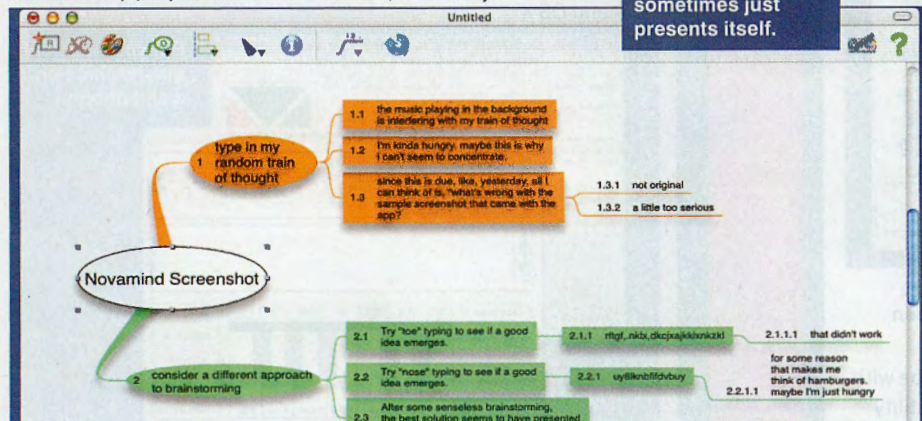 sometimes just
presents itself.
Untitled
1 type in my
random train
of thought
1.1 the music playing in the background
is interfering with my train of thought
1.2 I'm kinda hungry. maybe this is why
I can't seem to concentrate.
1.3 since this is due, like, yesterday, all I
can think of is, "what's wrong with the
sample screenshot that came with the
app?
1.3.1 not original
1.3.2 a little too serious
Novamind Screenshot
2 consider a different approach
to brainstorming
2.1 Try "toe" typing to see if a good
idea emerges.
2.1.1
2.1.1.1 that didn't work
2.2 Try "nose" typing to see if a good
idea emerges.
2.2.1
2.2.1.1 for some reason
that makes me
think of hamburgers.
maybe I'm just hungry
2.3 After some senseless brainstorming,
the best solution seems to have presented